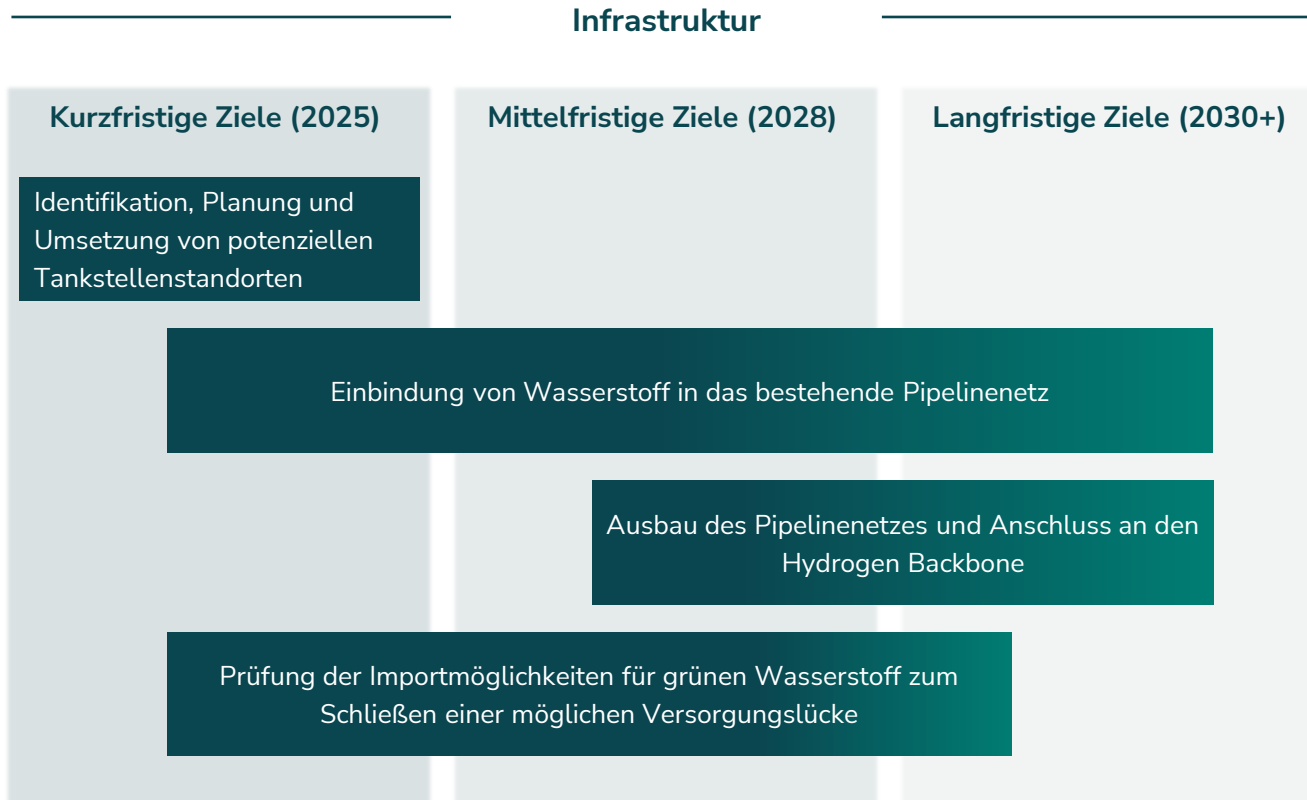 Infrastruktur
Kurzfristige Ziele (2025)
Mittelfristige Ziele (2028)
Langfristige Ziele (2030+)
Identifikation, Planung und
Umsetzung von potenziellen
Tankstellenstandorten
Einbindung von Wasserstoff in das bestehende Pipelinenetz
Ausbau des Pipelinenetzes und Anschluss an den
Hydrogen Backbone
Prüfung der Importmöglichkeiten für grünen Wasserstoff zum
Schließen einer möglichen Versorgungslücke